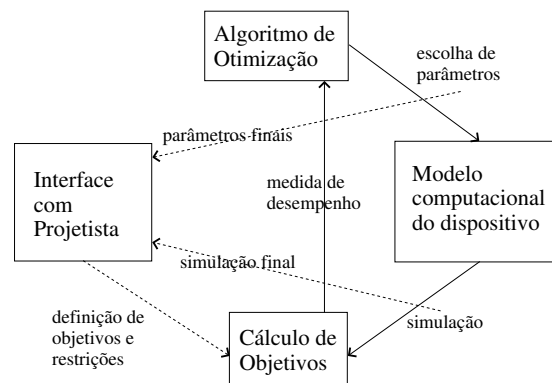 Algoritmo de
Otimização
escolha de
parâmetros
parâmetros finais
Interface
com
Projetista
medida de
desempenho
Modelo
computacional
do dispositivo
simulação final
definição de
objetivos e
restrições
Cálculo de
Objetivos
simulação